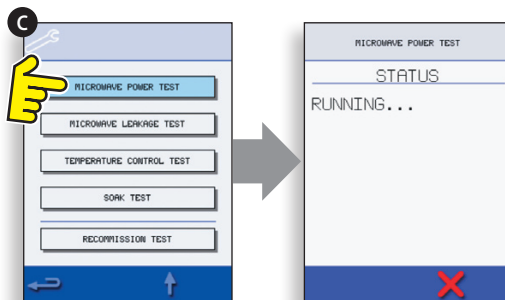 C
MICROWAVE POWER TEST
MICROWAVE LEAKAGE TEST
TEMPERATURE CONTROL TEST
SOAK TEST
RECOMMISSION TEST
MICROWAVE POWER TEST
STATUS
RUNNING...